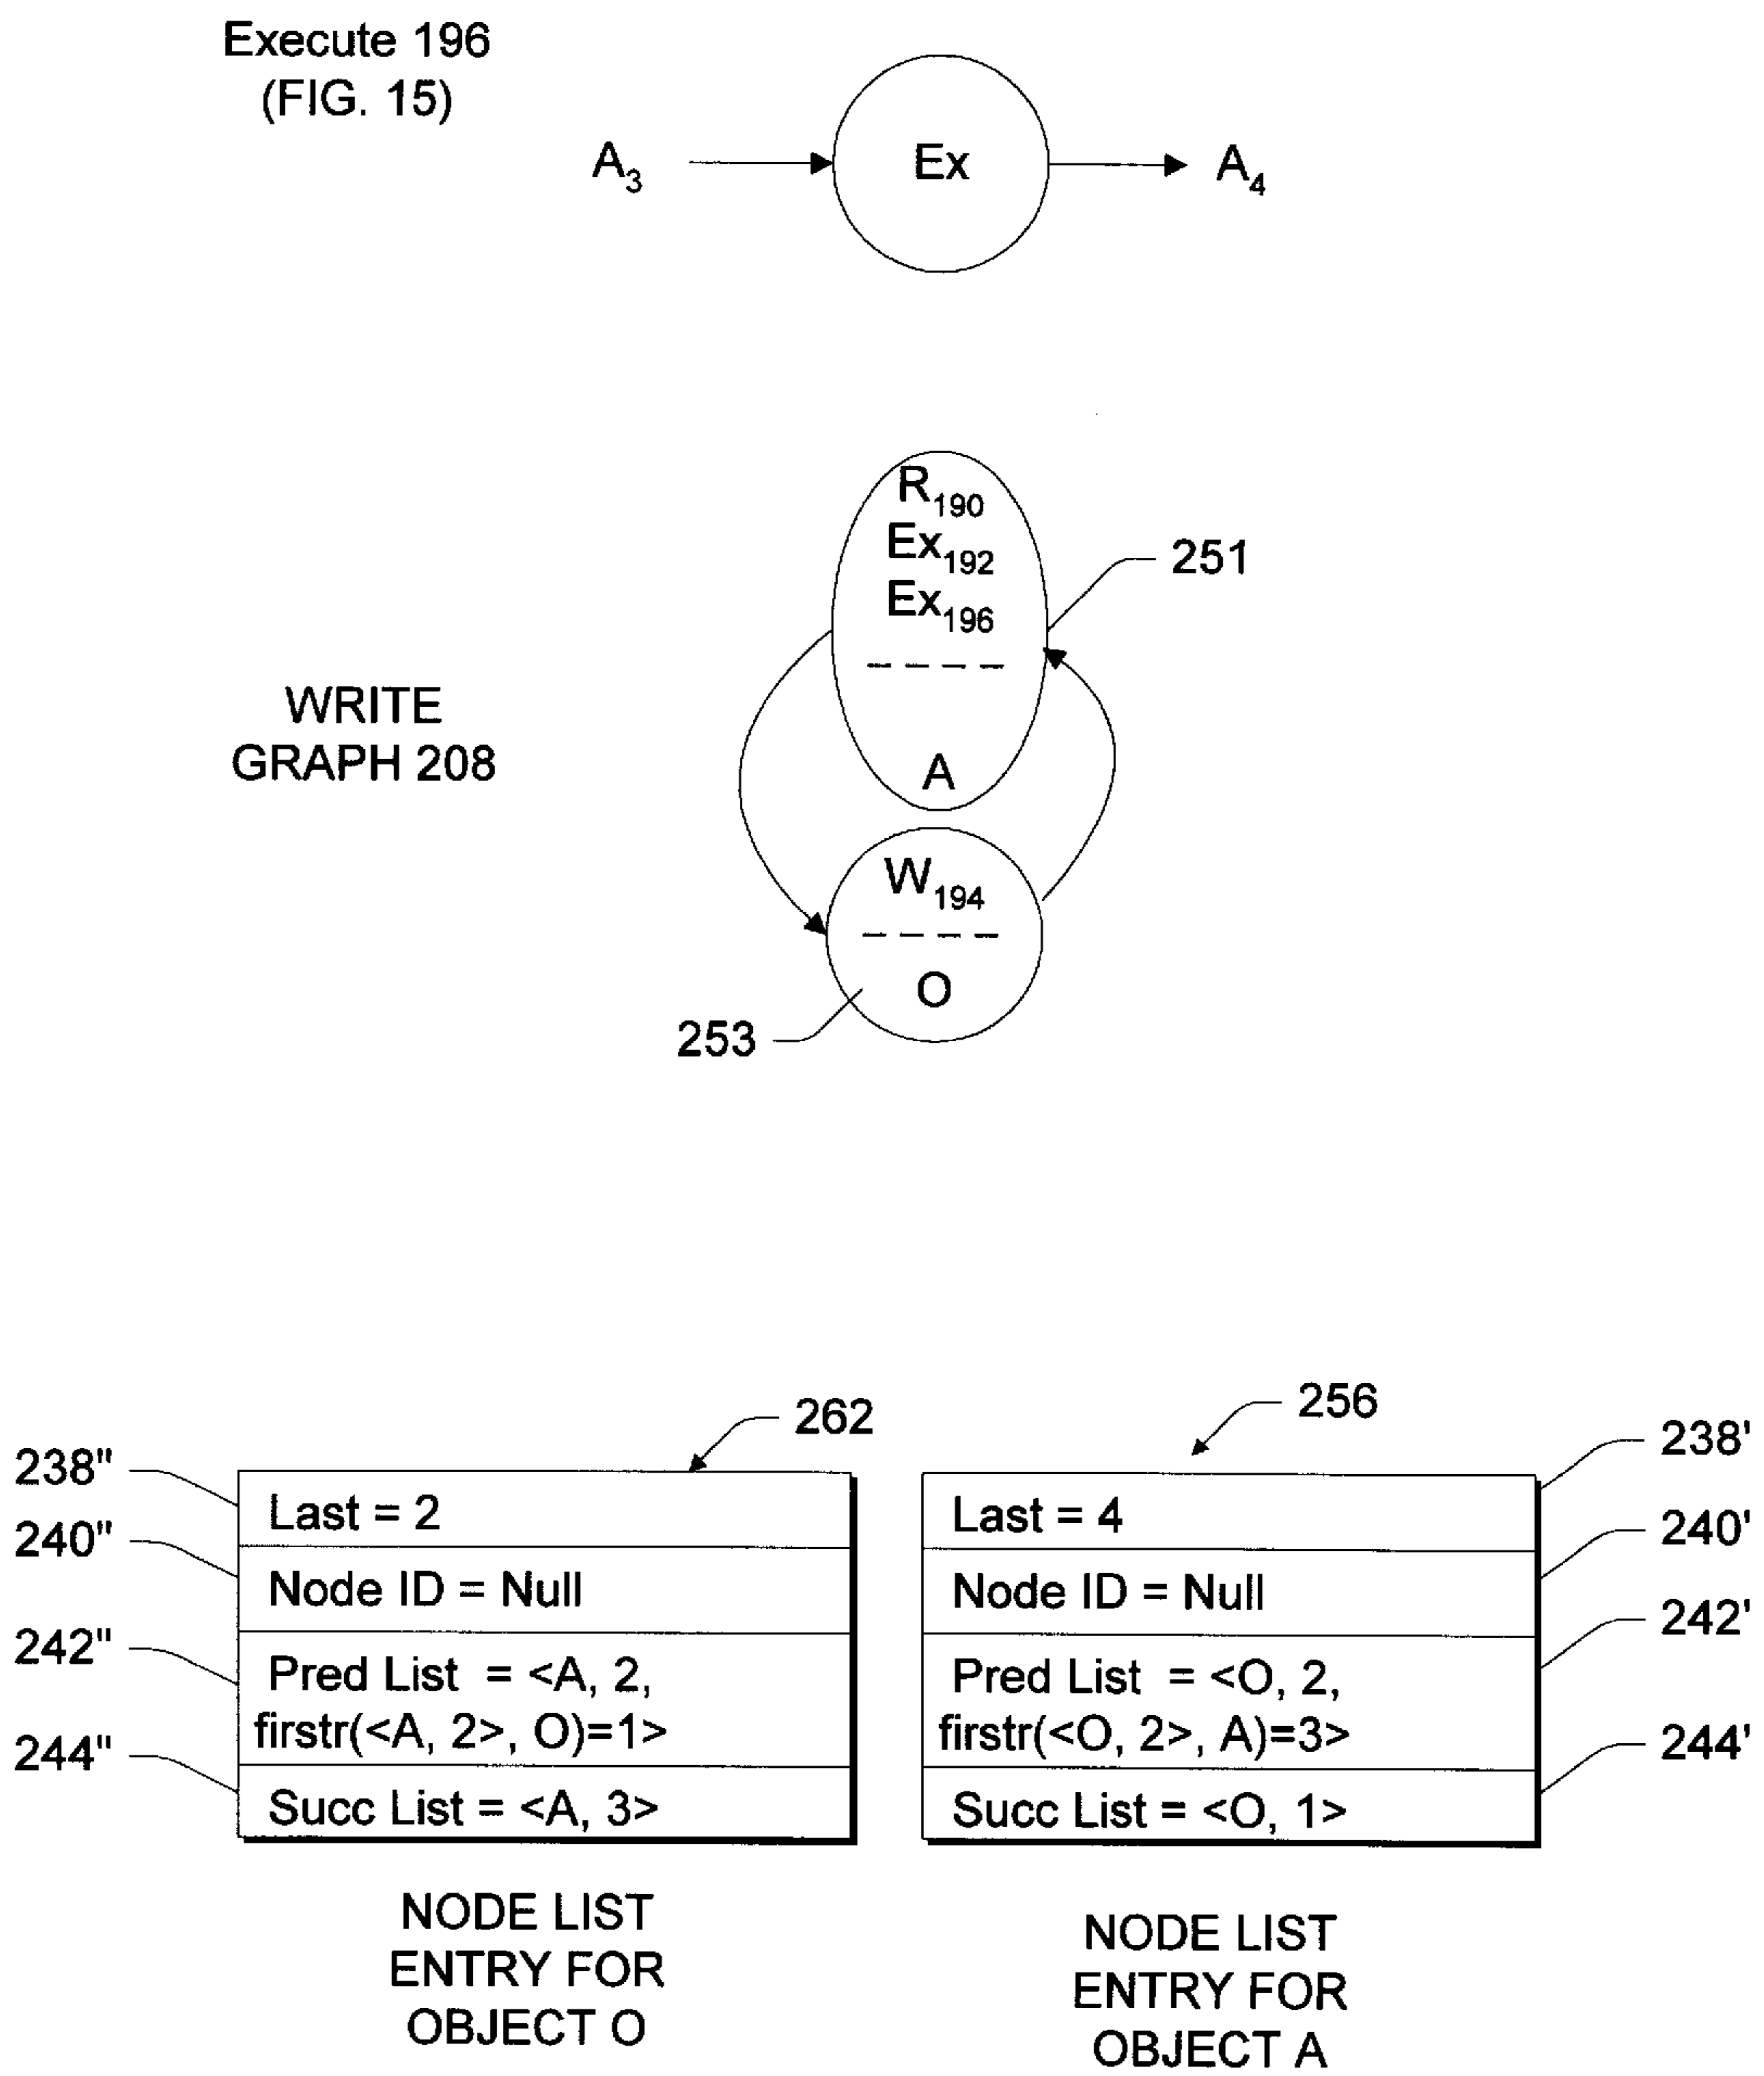 Execute 196
(FIG. 15)
A3
Ex
A4
R190
Ex192
Ex196
251
WRITE
GRAPH 208
A
W194
O
253
262
256
238"
Last = 2
Last = 4
238'
240"
Node ID = Null
Node ID = Null
240'
242"
Pred List = <A, 2,
firstr(<A, 2>, O)=1>
Pred List = <O, 2,
firstr(<O, 2>, A)=3>
242'
244"
Succ List = <A, 3>
Succ List = <O, 1>
244'
NODE LIST
ENTRY FOR
OBJECT O
NODE LIST
ENTRY FOR
OBJECT A